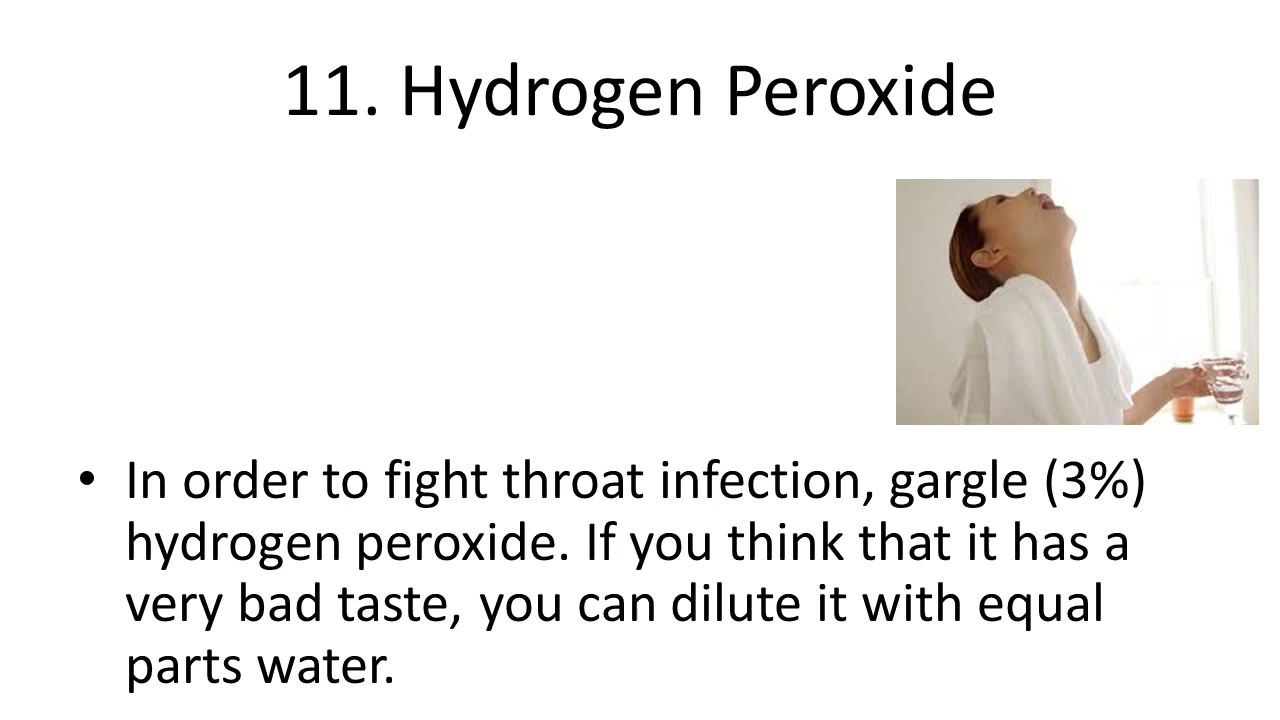 11. Hydrogen Peroxide
• In order to fight throat infection, gargle (3%)
hydrogen peroxide. If you think that it has a
very bad taste, you can dilute it with equal
parts water.